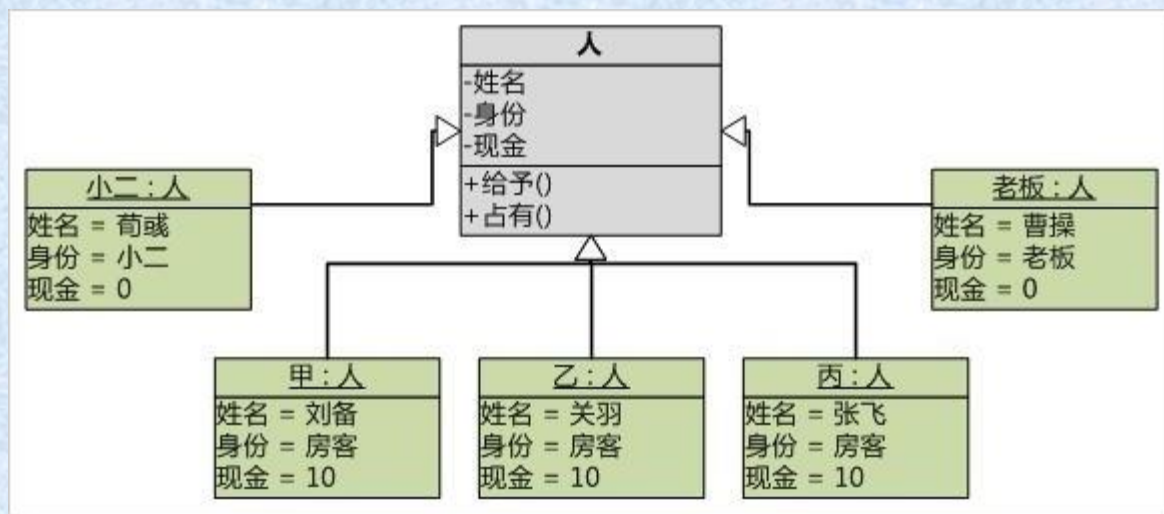 人
-姓名
-身份
-现金
+给予()
+占有()
小二 : 人
姓名 = 荀彧
身份 = 小二
现金 = 0
老板 : 人
姓名 = 曹操
身份 = 老板
现金 = 0
甲 : 人
姓名 = 刘备
身份 = 房客
现金 = 10
乙 : 人
姓名 = 关羽
身份 = 房客
现金 = 10
丙 : 人
姓名 = 张飞
身份 = 房客
现金 = 10